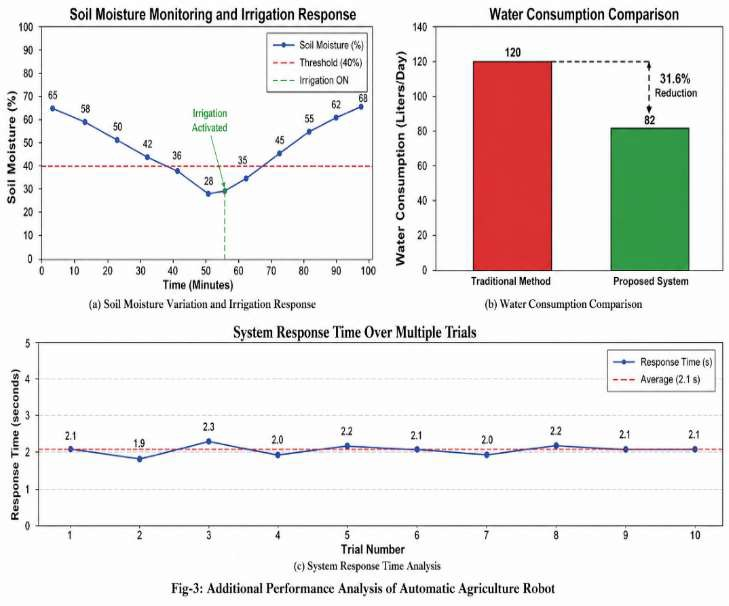 Soil Moisture Monitoring and Irrigation Response
Soil Moisture (%)
100
90
80
70
60
50
40
30
20
10
0
Soil Moisture (%)
Threshold (40%)
Irrigation ON
65
58
50
42
36
28
35
45
55
62
68
Irrigation
Activated
0 10 20 30 40 50 60 70 80 90 100
Time (Minutes)
(a) Soil Moisture Variation and Irrigation Response
Water Consumption Comparison
Water Consumption (Liters/Day)
140
120
100
80
60
40
20
0
120
31.6%
Reduction
82
Traditional Method Proposed System
(b) Water Consumption Comparison
System Response Time Over Multiple Trials
Response Time (seconds)
5
4
3
2
1
0
Response Time (s)
Average (2.1 s)
2.1 1.9 2.3 2.0 2.2 2.1 2.0 2.2 2.1 2.1
1 2 3 4 5 6 7 8 9 10
Trial Number
(c) System Response Time Analysis
Fig-3: Additional Performance Analysis of Automatic Agriculture Robot